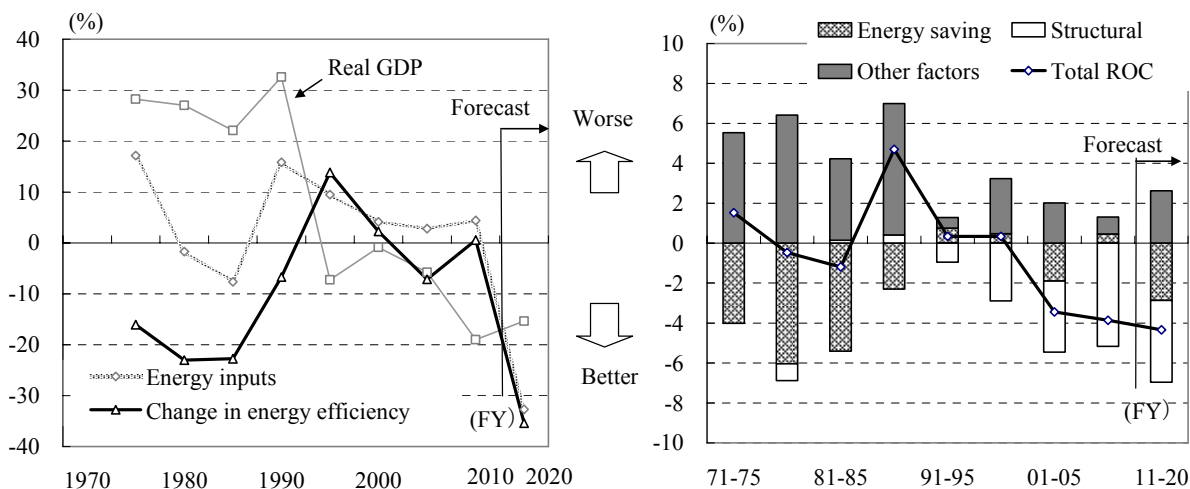 (%)
40
30
20
10
0
-10
-20
-30
-40
Real GDP
Forecast
Energy inputs
Change in energy efficiency
(FY)
1970 1980 1990 2000 2010 2020
Worse
Better
(%)
10
8
6
4
2
0
-2
-4
-6
-8
-10
Energy saving Structural
Other factors Total ROC
Forecast
(FY)
71-75 81-85 91-95 01-05 11-20